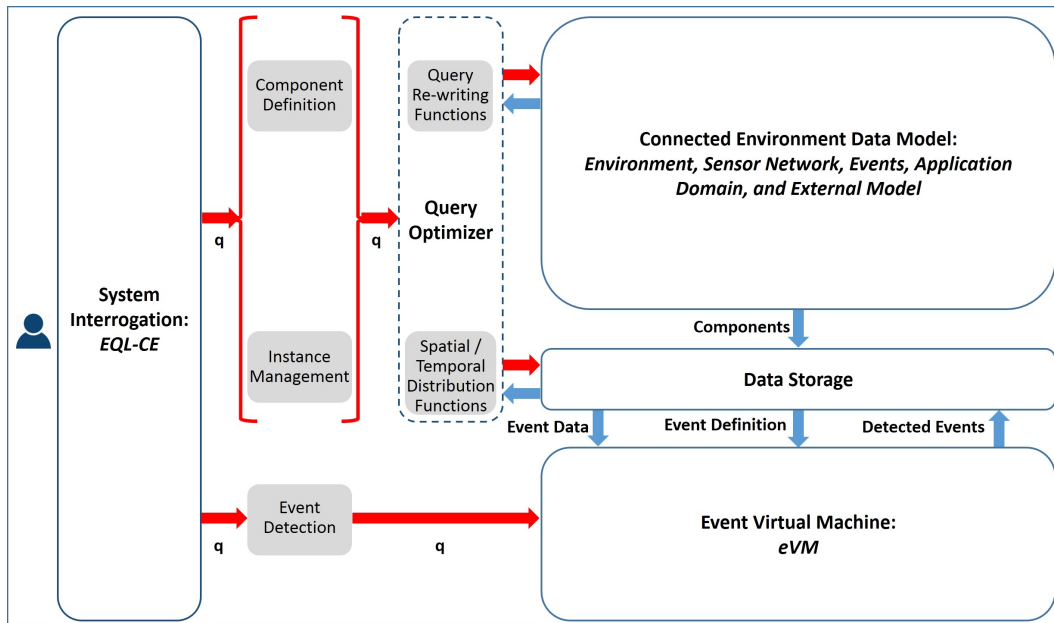 System
Interrogation:
EQL-CE
q
Component
Definition
Instance
Management
q
Query
Re-writing
Functions
Query
Optimizer
Spatial /
Temporal
Distribution
Functions
Connected Environment Data Model:
Environment, Sensor Network, Events, Application
Domain, and External Model
Components
Data Storage
Event Data
Event Definition
Detected Events
q
Event
Detection
q
Event Virtual Machine:
eVM